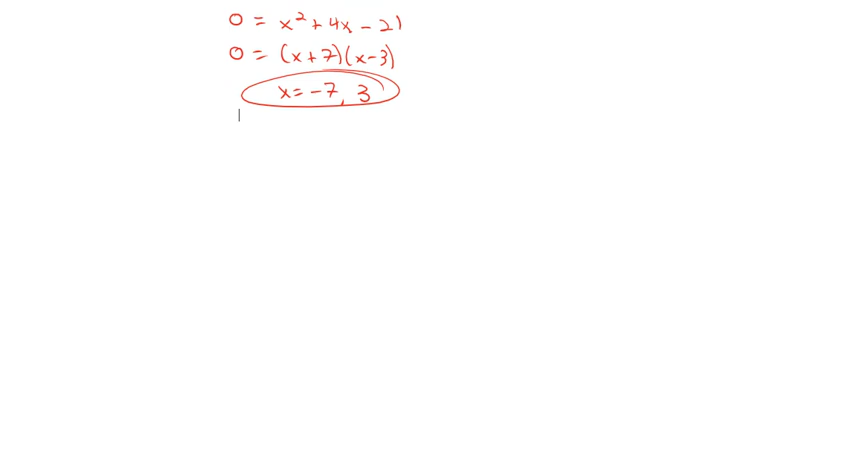 0 = x² + 4x - 21
0 = (x+7)(x-3)
x = -7, 3